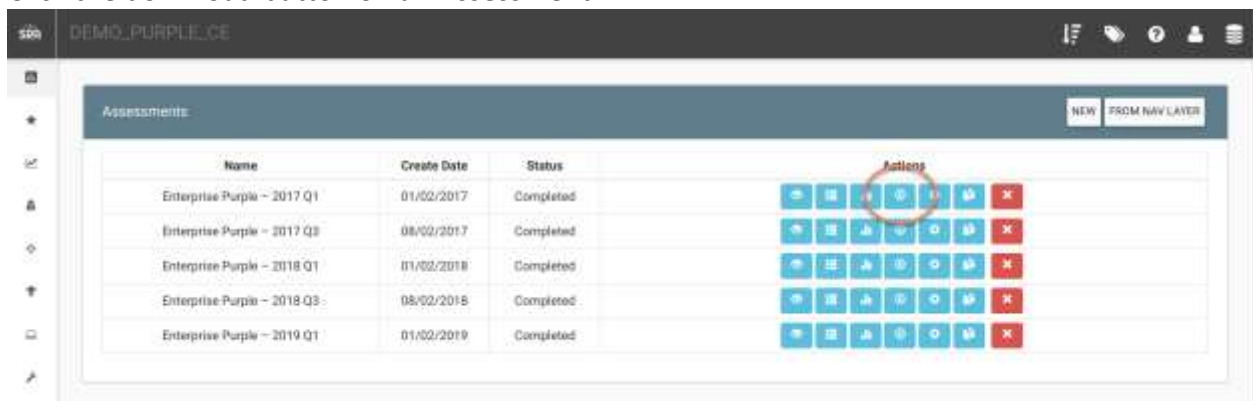 DEMO_PURPLE_CE
Assessments
NEW
FROM NAV LAYER
Name Create Date Status Actions
Enterprise Purple – 2017 Q1 01/02/2017 Completed
Enterprise Purple – 2017 Q3 08/02/2017 Completed
Enterprise Purple – 2018 Q1 01/02/2018 Completed
Enterprise Purple – 2018 Q3 08/02/2018 Completed
Enterprise Purple – 2019 Q1 01/02/2019 Completed